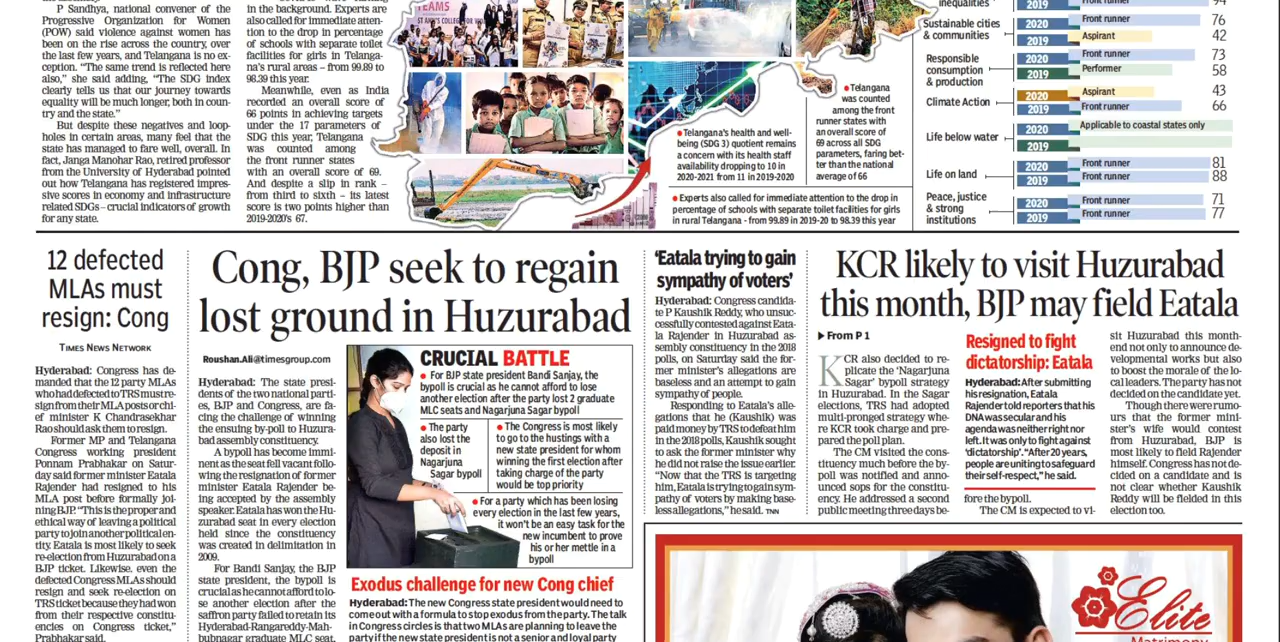 P Sandhya, national convener of the
Progressive Organization for Women
(POW) said violence against women has
been on the rise across the country, over
the last few years, and Telangana is no ex-
ception. "The same trend is reflected here
also," she said adding, "The SDG index
clearly tells us that our journey towards
equality will be much longer, both in coun-
try and the state."
But despite these negatives and loop-
holes in certain areas, many feel that the
state has managed to fare well, overall. In
fact, Janga Manohar Rao, retired professor
from the University of Hyderabad pointed
out how Telangana has registered impres-
sive scores in economy and infrastructure
related SDGs – crucial indicators of growth
for any state.
in the background. Experts are
also called for immediate atten-
tion to the drop in percentage
of schools with separate toilet
facilities for girls in Telanga-
na's rural areas – from 99.89 to
98.39 this year.
Meanwhile, even as India
recorded an overall score of
66 points in achieving targets
under the 17 parameters of
SDG this year, Telangana
was counted among
the front runner states
with an overall score of 69.
And despite a slip in rank –
from third to sixth – its latest
score is two points higher than
2019-2020's 67.
TEAMS
ST ANN'S COLLEGE FOR
• Telangana's health and well-
being (SDG 3) quotient remains
a concern with its health staff
availability dropping to 10 in
2020-2021 from 11 in 2019-2020
• Telangana
was counted
among the front
runner states with
an overall score of
69 across all SDG
parameters, faring bet-
ter than the national
average of 66
• Experts also called for immediate attention to the drop in
percentage of schools with separate toilet facilities for girls
in rural Telangana - from 99.89 in 2019-20 to 98.39 this year
inequalities
2019 Front runner 94
Sustainable cities
& communities
2020 Front runner 76
2019 Aspirant 42
Responsible
consumption
& production
2020 Front runner 73
2019 Performer 58
Climate Action
2020 Aspirant 43
2019 Front runner 66
Life below water
2020 Applicable to coastal states only
2019
Life on land
2020 Front runner 81
2019 Front runner 88
Peace, justice
& strong
institutions
2020 Front runner 71
2019 Front runner 77
12 defected
MLAs must
resign: Cong
TIMES NEWS NETWORK
Hyderabad: Congress has de-
manded that the 12 party MLAs
who had defected to TRS must re-
sign from their MLA posts or chi-
ef minister K Chandrasekhar
Rao should ask them to resign.
Former MP and Telangana
Congress working president
Ponnam Prabhakar on Satur-
day said former minister Eatela
Rajender had resigned to his
MLA post before formally joi-
ning BJP. "This is the proper and
ethical way of leaving a political
party to join another political en-
tity. Eatela is most likely to seek
re-election from Huzurabad on a
BJP ticket. Likewise, even the
defected Congress MLAs should
resign and seek re-election on
TRS ticket because they had won
from their respective constitu-
encies on Congress ticket,"
Prabhakar said.
Cong, BJP seek to regain
lost ground in Huzurabad
Roushan.Ali@timesgroup.com
Hyderabad: The state presi-
dents of the two national parti-
es, BJP and Congress, are fa-
cing the challenge of winning
the ensuing by-poll to Huzura-
bad assembly constituency.
A bypoll has become immi-
nent as the seat fell vacant follo-
wing the resignation of former
minister Eatela Rajender be-
ing accepted by the assembly
speaker. Eatela has won the Hu-
zurabad seat in every election
held since the constituency
was created in delimitation in
2009.
For Bandi Sanjay, the BJP
state president, the bypoll is
crucial as he cannot afford to lo-
se another election after the
saffron party failed to retain its
Hyderabad-Rangareddy-Mah-
bubnagar graduate MLC seat,
CRUCIAL BATTLE
• For BJP state president Bandi Sanjay, the
bypoll is crucial as he cannot afford to lose
another election after the party lost 2 graduate
MLC seats and Nagarjuna Sagar bypoll
• The party
also lost the
deposit in
Nagarjuna
Sagar bypoll
• The Congress is most likely
to go to the hustings with a
new state president for whom
winning the first election after
taking charge of the party
would be top priority
• For a party which has been losing
every election in the last few years,
it won't be an easy task for the
new incumbent to prove
his or her mettle in a
bypoll
Exodus challenge for new Cong chief
Hyderabad: The new Congress state president would need to
come out with a formula to stop exodus from the party. The talk
in Congress circles is that two MLAs are planning to leave the
party if the new state president is not a senior and loyal party
'Eatala trying to gain
sympathy of voters'
Hyderabad: Congress candida-
te P Kaushik Reddy, who unsuc-
cessfully contested against Eata-
la Rajender in Huzurabad as-
sembly constituency in the 2018
polls, on Saturday said the for-
mer minister's allegations are
baseless and an attempt to gain
sympathy of people.
Responding to Eatala's alle-
gations that he (Kaushik) was
paid money by TRS to defeat him
in the 2018 polls, Kaushik sought
to ask the former minister why
he did not raise the issue earlier.
"Now that the TRS is targeting
him, Eatala is trying to gain sym-
pathy of voters by making base-
less allegations," he said. TNN
KCR likely to visit Huzurabad
this month, BJP may field Eatala
▶ From P 1
KCR also decided to re-
plicate the 'Nagarjuna
Sagar' bypoll strategy
in Huzurabad. In the Sagar
elections, TRS had adopted
multi-pronged strategy whe-
re KCR took charge and pre-
pared the poll plan.
The CM visited the cons-
tituency much before the by-
poll was notified and anno-
unced sops for the constitu-
ency. He addressed a second
public meeting three days be-
Resigned to fight
dictatorship: Eatala
Hyderabad: After submitting
his resignation, Eatala
Rajender told reporters that his
DNA was secular and his
agenda was neither right nor
left. It was only to fight against
'dictatorship'. "After 20 years,
people are uniting to safeguard
their self-respect," he said.
fore the bypoll.
The CM is expected to vi-
sit Huzurabad this month-
end not only to announce de-
velopmental works but also
to boost the morale of the lo-
cal leaders. The party has not
decided on the candidate yet.
Though there were rumo-
urs that the former minis-
ter's wife would contest
from Huzurabad, BJP is
most likely to field Rajender
himself. Congress has not de-
cided on a candidate and is
not clear whether Kaushik
Reddy will be fielded in this
election too.
Elite
Matrimony